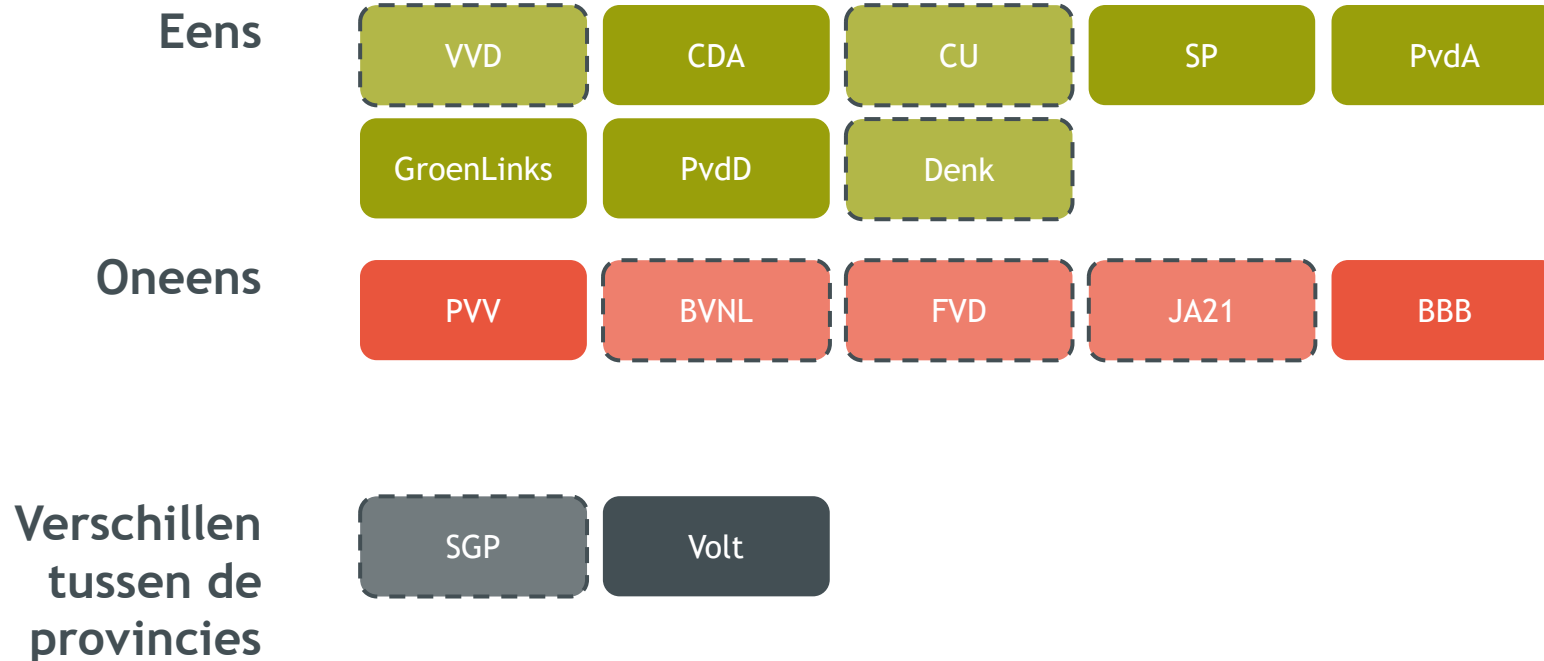 Eens
VVD CDA CU SP PvdA
GroenLinks PvdD Denk
Oneens
PVV BVNL FVD JA21 BBB
Verschillen
tussen de
provincies
SGP Volt